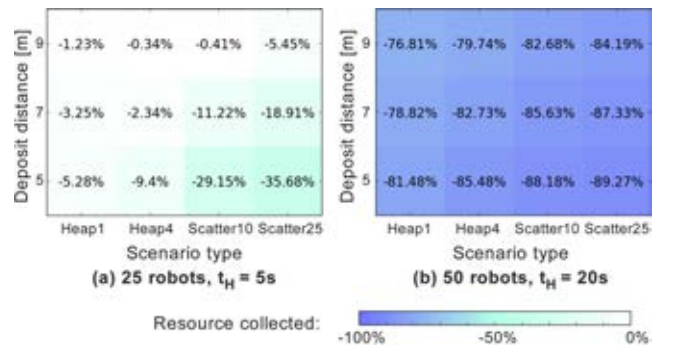 Deposit distance [m]
9 -1.23% -0.34% -0.41% -5.45%
7 -3.25% -2.34% -11.22% -18.91%
5 -5.28% -9.4% -29.15% -35.68%
Heap1 Heap4 Scatter10 Scatter25
Scenario type
(a) 25 robots, t_H = 5s
Deposit distance [m]
9 -76.81% -79.74% -82.68% -84.19%
7 -78.82% -82.73% -85.63% -87.33%
5 -81.48% -85.48% -88.18% -89.27%
Heap1 Heap4 Scatter10 Scatter25
Scenario type
(b) 50 robots, t_H = 20s
Resource collected:
-100% -50% 0%